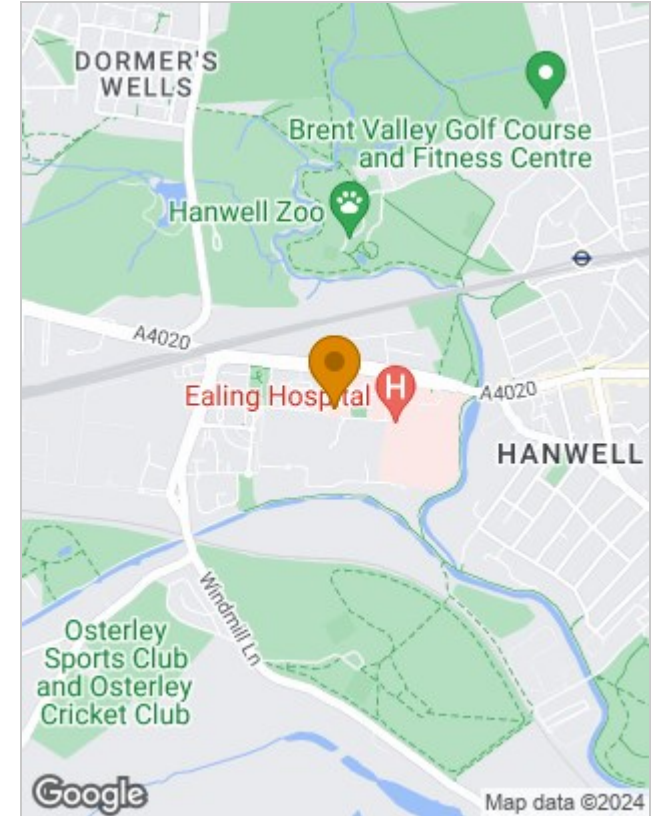 DORMER'S
WELLS
Brent Valley Golf Course
and Fitness Centre
Hanwell Zoo
A4020
Ealing Hospital
H
A4020
HANWELL
Windmill Ln
Osterley
Sports Club
and Osterley
Cricket Club
Google
Map data ©2024